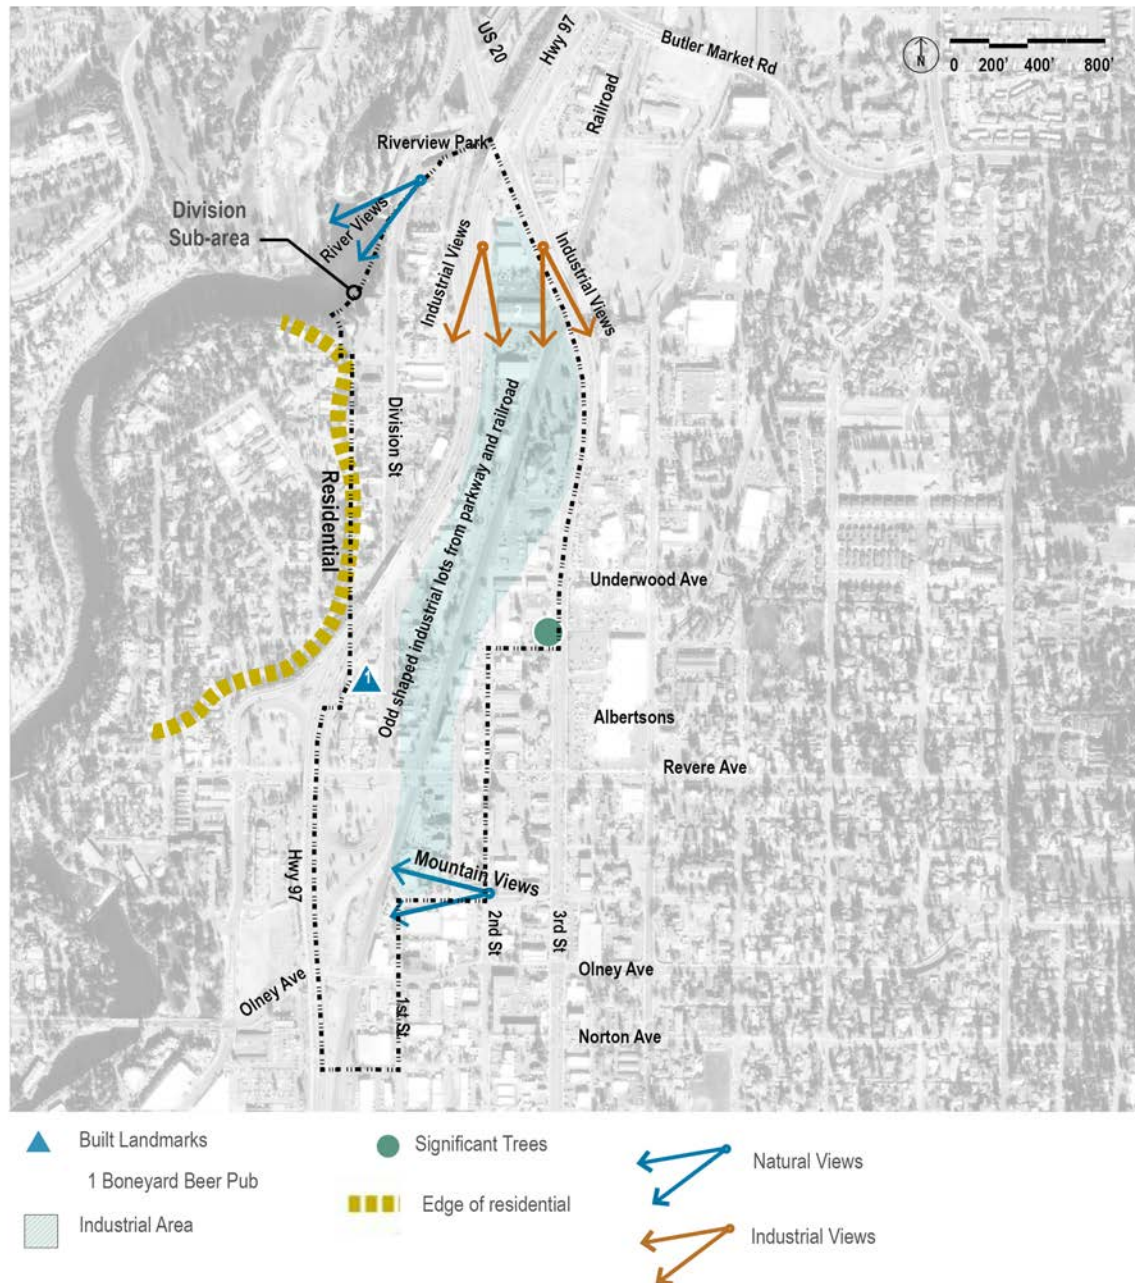 US 20
Hwy 97
Butler Market Rd
N
0 200' 400' 800'
Railroad
Riverview Park
Division
Sub-area
River Views
Industrial Views
Industrial Views
Division St
Residential
Odd shaped industrial lots from parkway and railroad
Underwood Ave
1
Albertsons
Revere Ave
Hwy 97
Mountain Views
2nd St
3rd St
Olney Ave
Olney Ave
1st St
Norton Ave
Built Landmarks
1 Boneyard Beer Pub
Industrial Area
Significant Trees
Edge of residential
Natural Views
Industrial Views